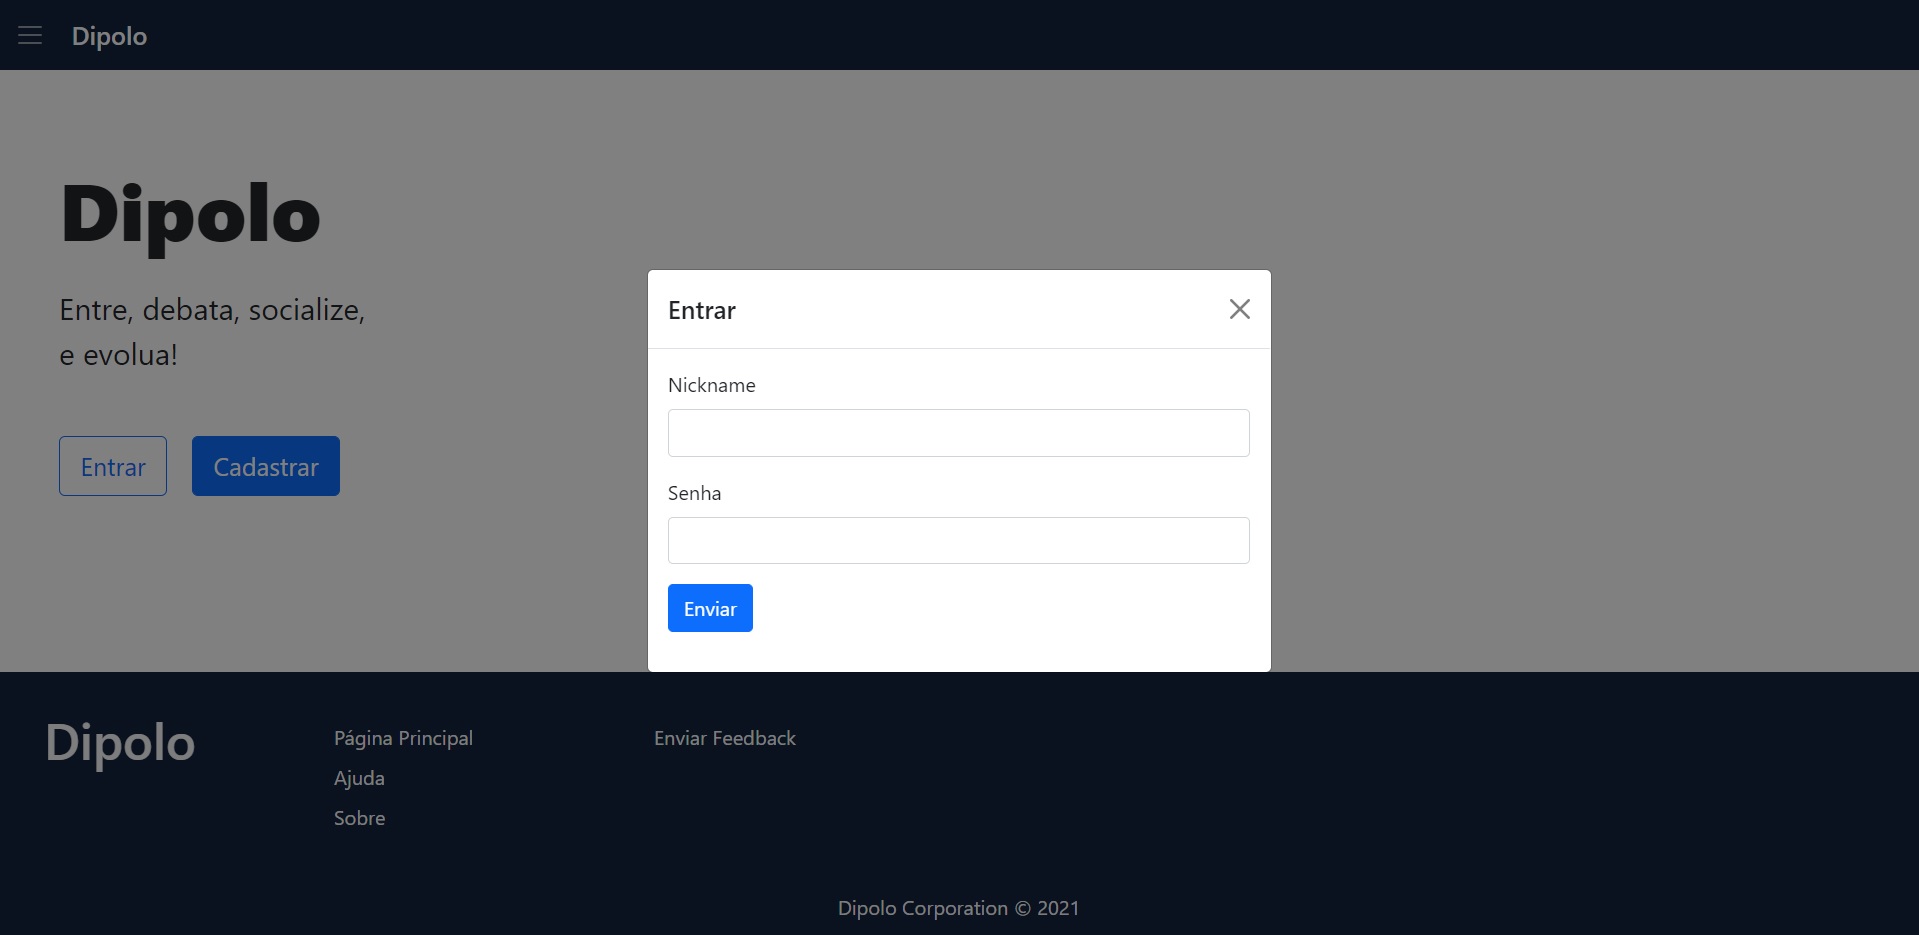 Dipolo
Dipolo
Entre, debata, socialize,
e evolua!
Entrar
Cadastrar
Entrar
Nickname
Senha
Enviar
Dipolo
Página Principal
Ajuda
Sobre
Enviar Feedback
Dipolo Corporation © 2021